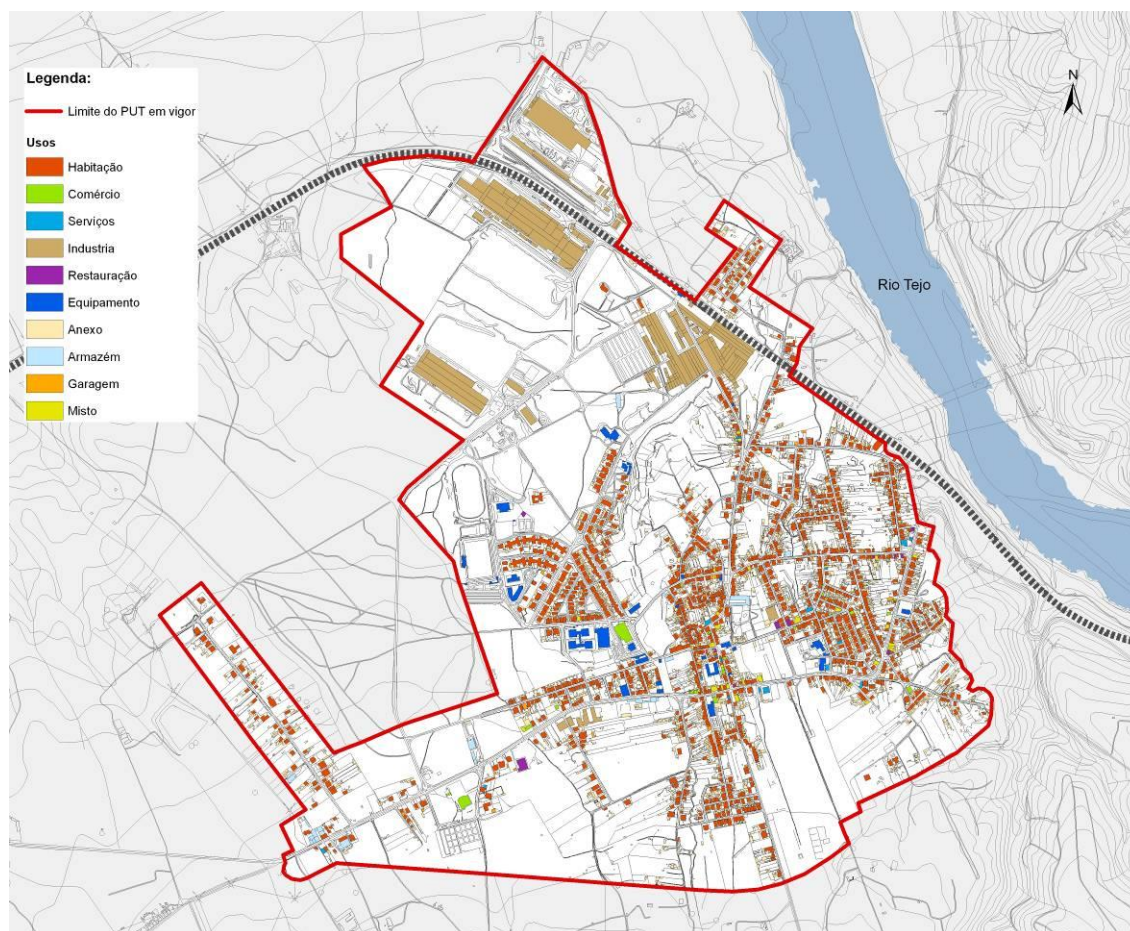 Legenda:
Limite do PUT em vigor
Usos
Habitação
Comércio
Serviços
Industria
Restauração
Equipamento
Anexo
Armazém
Garagem
Misto
N
Rio Tejo